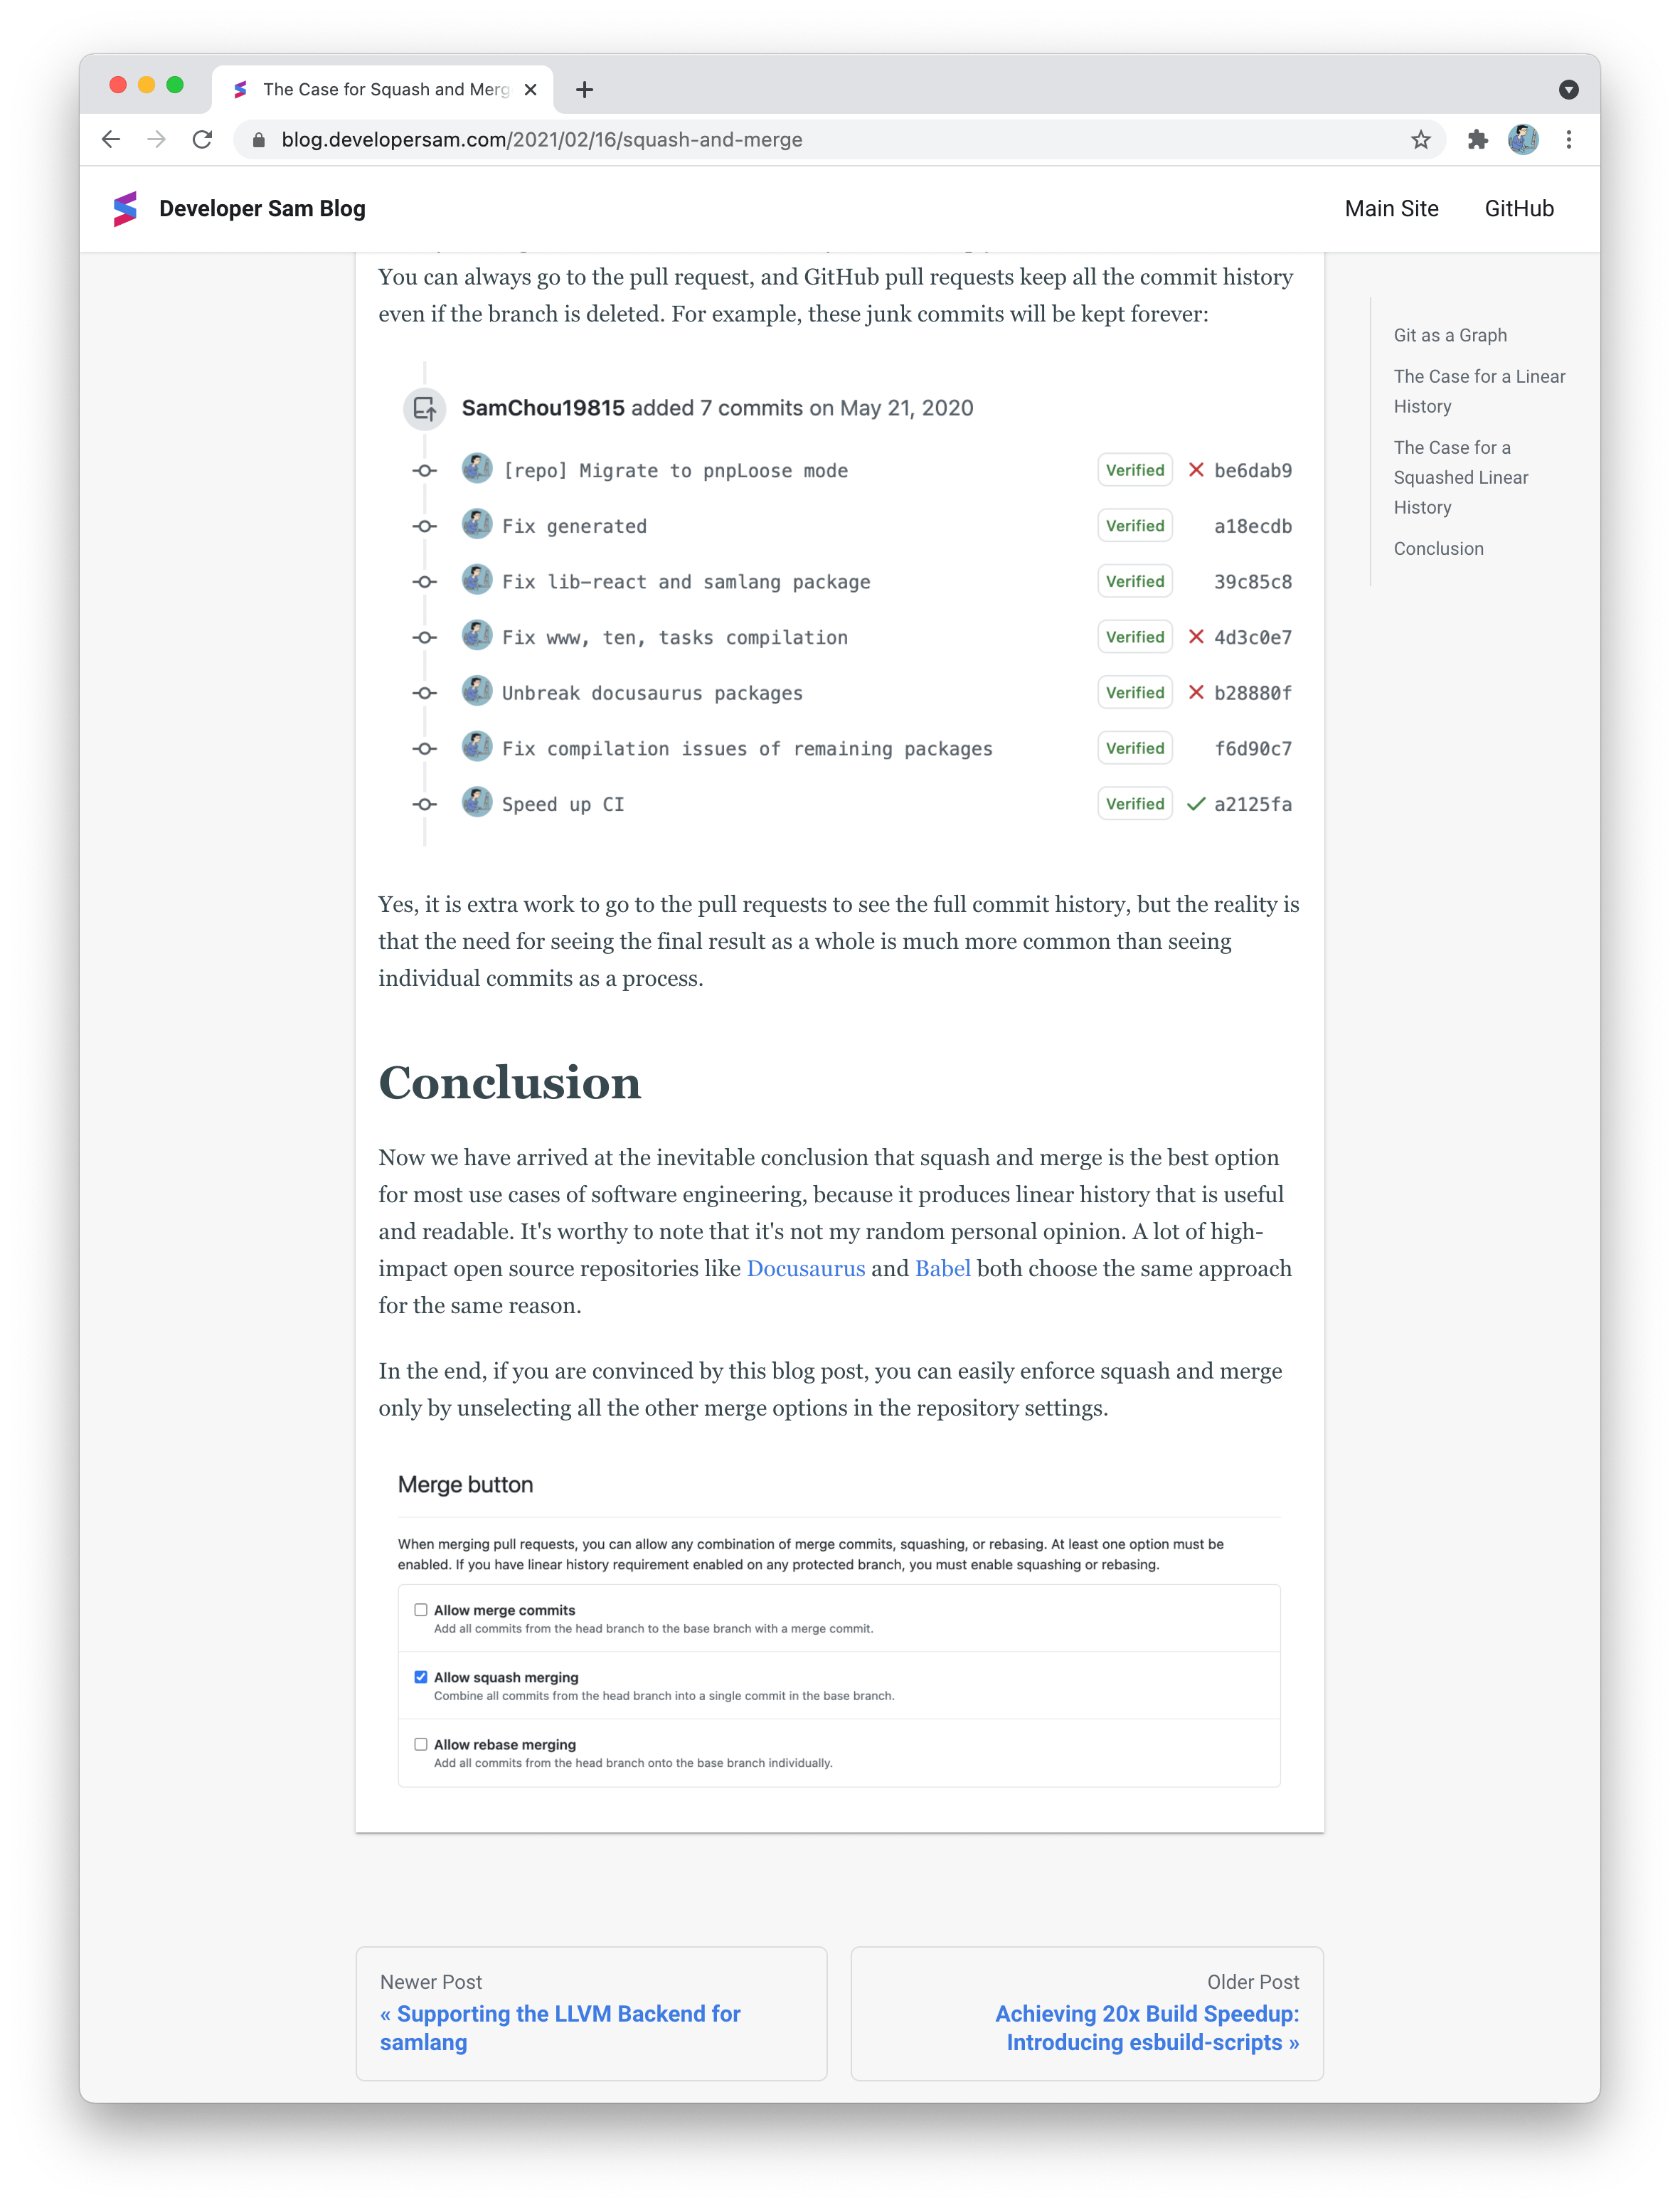 The Case for Squash and Merg
blog.developersam.com/2021/02/16/squash-and-merge
Developer Sam Blog
Main Site
GitHub
You can always go to the pull request, and GitHub pull requests keep all the commit history
even if the branch is deleted. For example, these junk commits will be kept forever:
SamChou19815 added 7 commits on May 21, 2020
[repo] Migrate to pnpLoose mode Verified be6dab9
Fix generated Verified a18ecdb
Fix lib-react and samlang package Verified 39c85c8
Fix www, ten, tasks compilation Verified 4d3c0e7
Unbreak docusaurus packages Verified b28880f
Fix compilation issues of remaining packages Verified f6d90c7
Speed up CI Verified a2125fa
Yes, it is extra work to go to the pull requests to see the full commit history, but the reality is
that the need for seeing the final result as a whole is much more common than seeing
individual commits as a process.
Conclusion
Now we have arrived at the inevitable conclusion that squash and merge is the best option
for most use cases of software engineering, because it produces linear history that is useful
and readable. It's worthy to note that it's not my random personal opinion. A lot of high-
impact open source repositories like Docusaurus and Babel both choose the same approach
for the same reason.
In the end, if you are convinced by this blog post, you can easily enforce squash and merge
only by unselecting all the other merge options in the repository settings.
Merge button
When merging pull requests, you can allow any combination of merge commits, squashing, or rebasing. At least one option must be
enabled. If you have linear history requirement enabled on any protected branch, you must enable squashing or rebasing.
Allow merge commits
Add all commits from the head branch to the base branch with a merge commit.
Allow squash merging
Combine all commits from the head branch into a single commit in the base branch.
Allow rebase merging
Add all commits from the head branch onto the base branch individually.
Git as a Graph
The Case for a Linear
History
The Case for a
Squashed Linear
History
Conclusion
Newer Post
« Supporting the LLVM Backend for
samlang
Older Post
Achieving 20x Build Speedup:
Introducing esbuild-scripts »